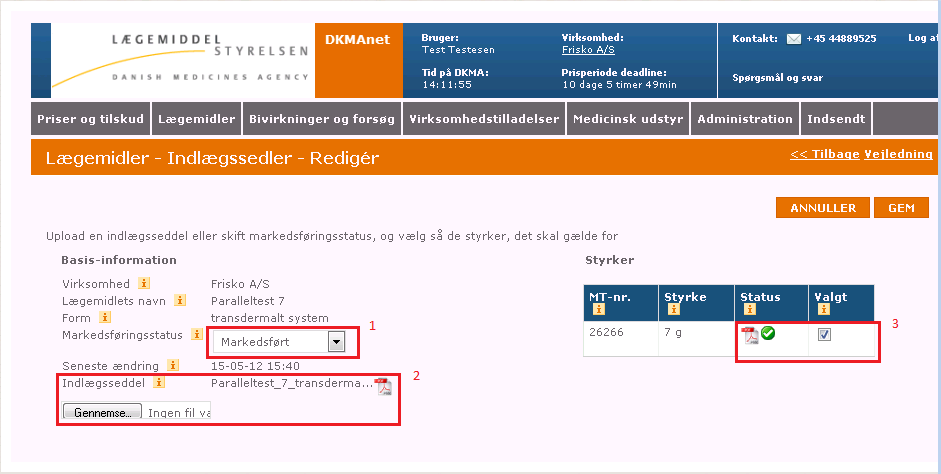 LÆGEMIDDEL
STYRELSEN
DANISH MEDICINES AGENCY
DKMAnet
Bruger:
Test Testesen
Tid på DKMA:
14:11:55
Virksomhed:
Frisko A/S
Prisperiode deadline:
10 dage 5 timer 49min
Kontakt: +45 44889525 Log af
Spørgsmål og svar
Priser og tilskud Lægemidler Bivirkninger og forsøg Virksomhedstilladelser Medicinsk udstyr Administration Indsendt
Lægemidler - Indlægssedler - Redigér
<< Tilbage Vejledning
ANNULLER GEM
Upload en indlægsseddel eller skift markedsføringsstatus, og vælg så de styrker, det skal gælde for
Basis-information
Virksomhed Frisko A/S
Lægemidlets navn Paralleltest 7
Form transdermalt system
Markedsføringsstatus Markedsført 1
Seneste ændring 15-05-12 15:40
Indlægsseddel Paralleltest_7_transderma... 2
Gennemse... Ingen fil va
Styrker
MT-nr. Styrke Status Valgt
26266 7 g 3